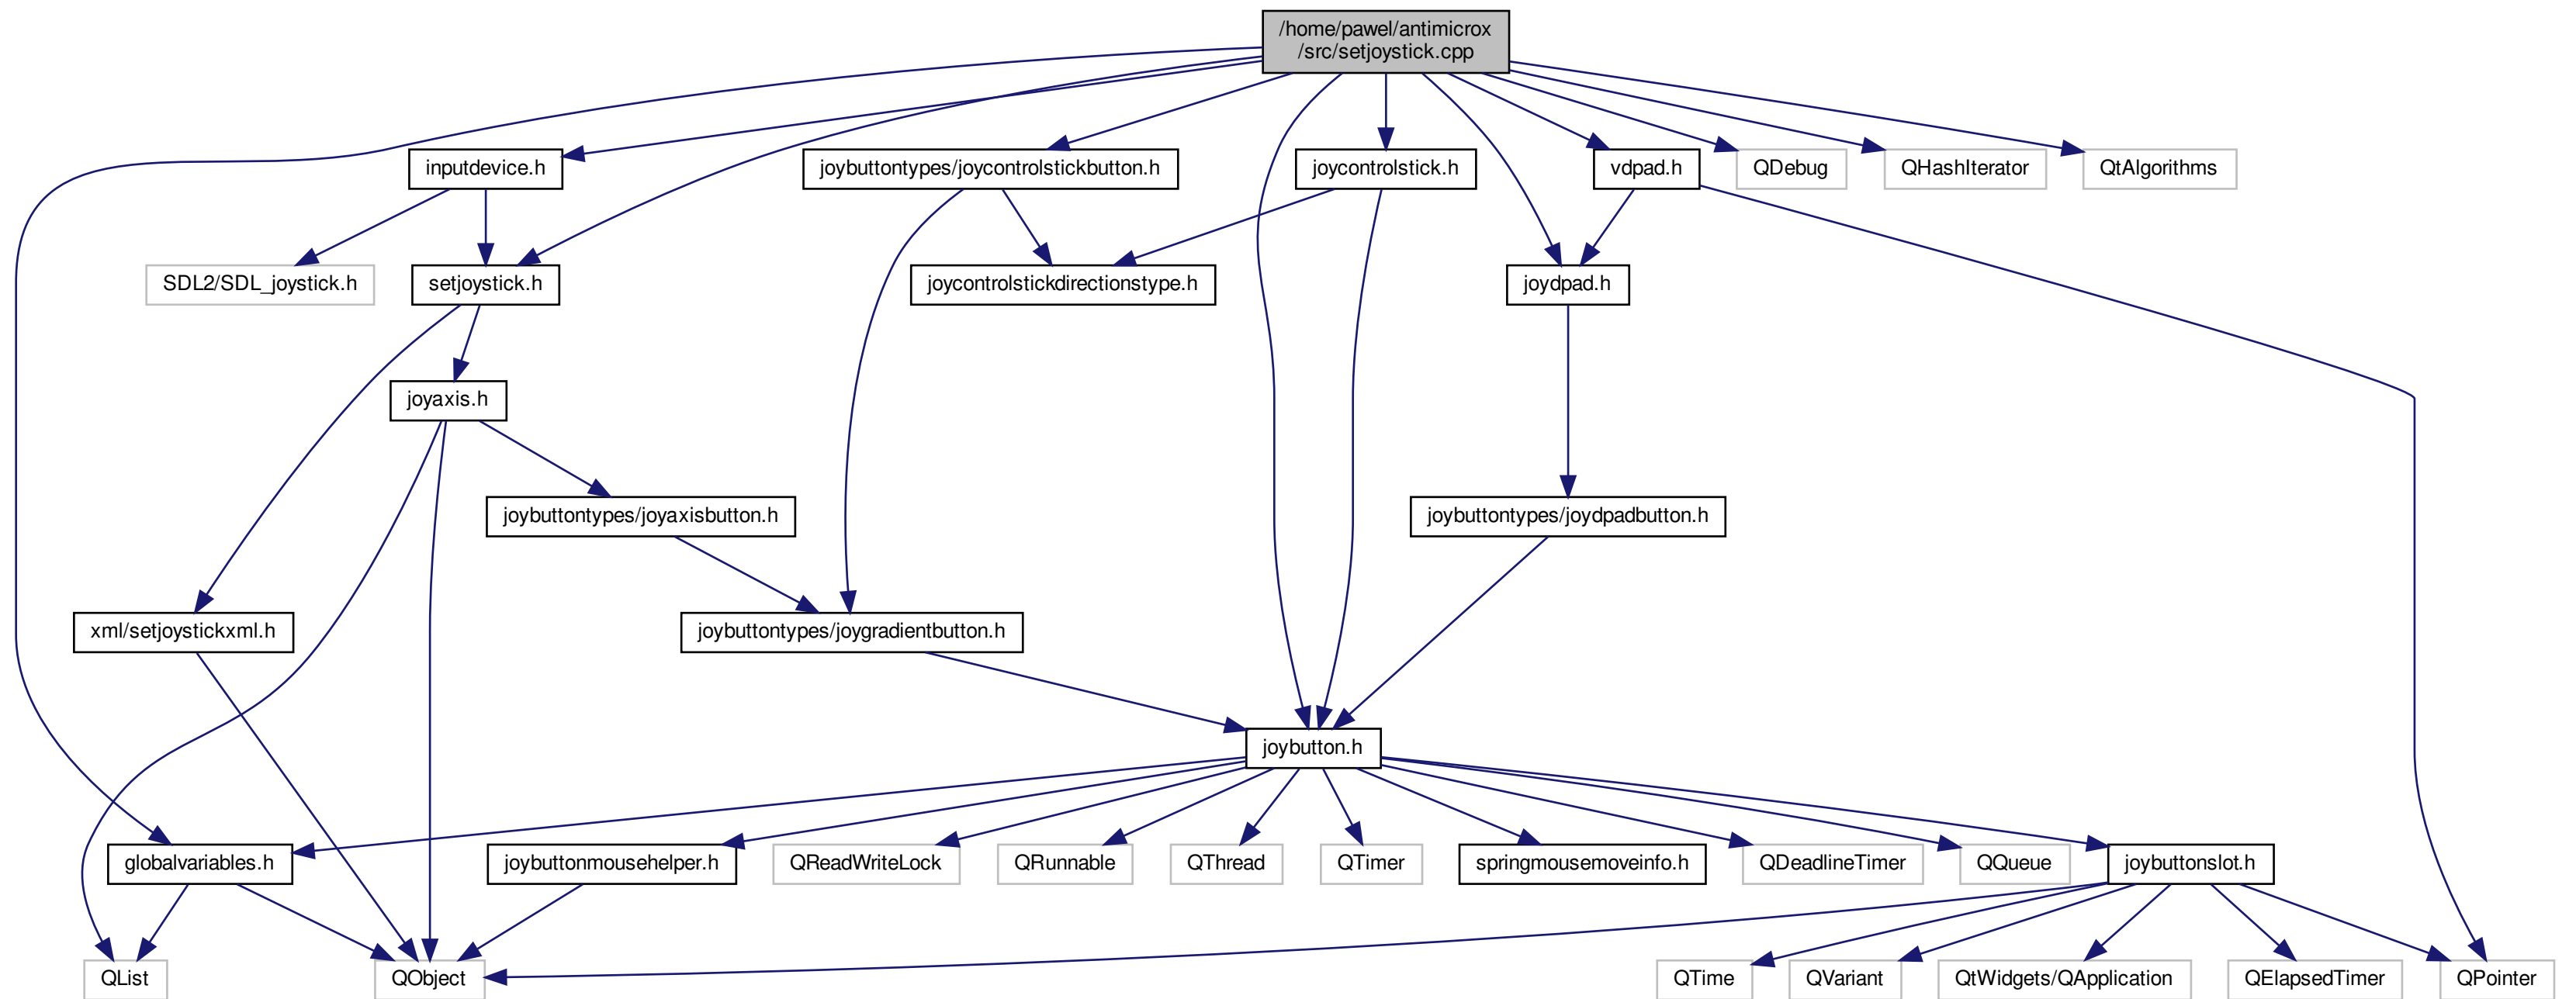 /home/pawel/antimicrox
/src/setjoystick.cpp
inputdevice.h
joybuttontypes/joycontrolstickbutton.h
joycontrolstick.h
vdpad.h
QDebug
QHashIterator
QtAlgorithms
SDL2/SDL_joystick.h
setjoystick.h
joycontrolstickdirectionstype.h
joydpad.h
joyaxis.h
joybuttontypes/joyaxisbutton.h
joybuttontypes/joydpadbutton.h
xml/setjoystickxml.h
joybuttontypes/joygradientbutton.h
joybutton.h
globalvariables.h
joybuttonmousehelper.h
QReadWriteLock
QRunnable
QThread
QTimer
springmousemoveinfo.h
QDeadlineTimer
QQueue
joybuttonslot.h
QList
QObject
QTime
QVariant
QtWidgets/QApplication
QElapsedTimer
QPointer